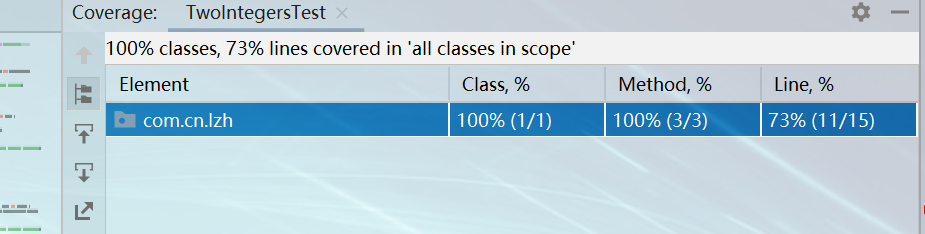 Coverage: TwoIntegersTest
100% classes, 73% lines covered in 'all classes in scope'
Element Class, % Method, % Line, %
com.cn.lzh 100% (1/1) 100% (3/3) 73% (11/15)